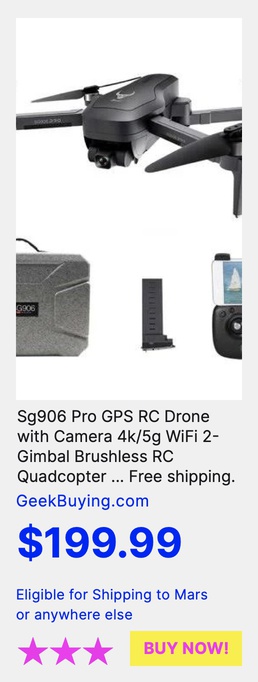 G906
Sg906 Pro GPS RC Drone
with Camera 4k/5g WiFi 2-
Gimbal Brushless RC
Quadcopter ... Free shipping.
GeekBuying.com
$199.99
Eligible for Shipping to Mars
or anywhere else
BUY NOW!